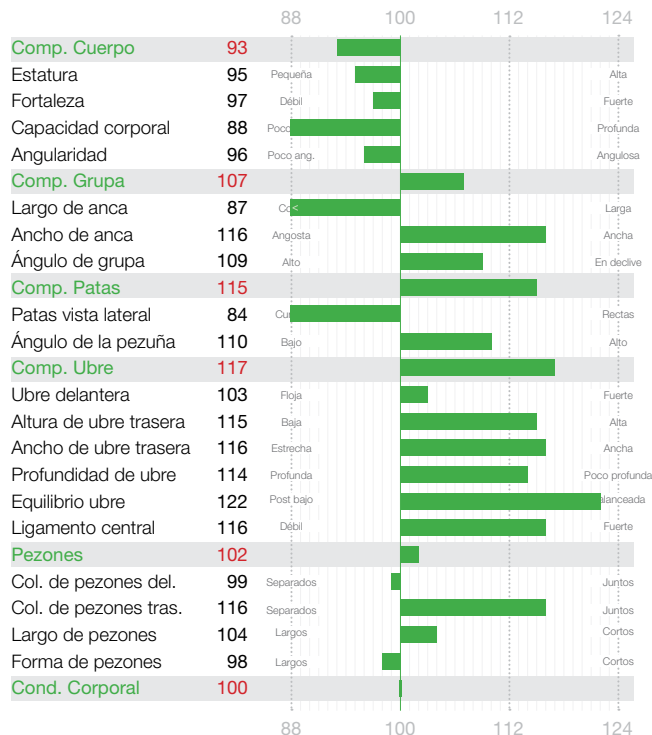 88 100 112 124
Comp. Cuerpo 93
Estatura 95 Pequeña Alta
Fortaleza 97 Débil Fuerte
Capacidad corporal 88 Poco Profunda
Angularidad 96 Poco ang. Angulosa
Comp. Grupa 107
Largo de anca 87 < Larga
Ancho de anca 116 Angosta Ancha
Ángulo de grupa 109 Alto En declive
Comp. Patas 115
Patas vista lateral 84 Rectas
Ángulo de la pezuña 110 Bajo Alto
Comp. Ubre 117
Ubre delantera 103 Floja Fuerte
Altura de ubre trasera 115 Baja Alta
Ancho de ubre trasera 116 Estrecha Ancha
Profundidad de ubre 114 Profunda Poco profunda
Equilibrio ubre 122 Post bajo alanceada
Ligamento central 116 Débil Fuerte
Pezones 102
Col. de pezones del. 99 Separados Juntos
Col. de pezones tras. 116 Separados Juntos
Largo de pezones 104 Largos Cortos
Forma de pezones 98 Largos Cortos
Cond. Corporal 100
88 100 112 124